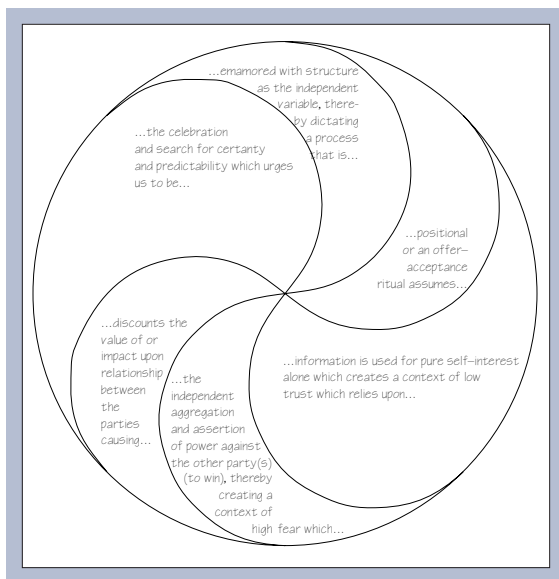 ...the celebration
and search for certanty
and predictability which urges
us to be...
...emamored with structure
as the independent
variable, there-
by dictating
a process
that is...
...positional
or an offer–
acceptance
ritual assumes...
...information is used for pure self–interest
alone which creates a context of low
trust which relies upon...
...the
independent
aggregation
and assertion
of power against
the other party(s)
(to win), thereby
creating a
context of
high fear which...
...discounts the
value of or
impact upon
relationship
between
the
parties
causing...